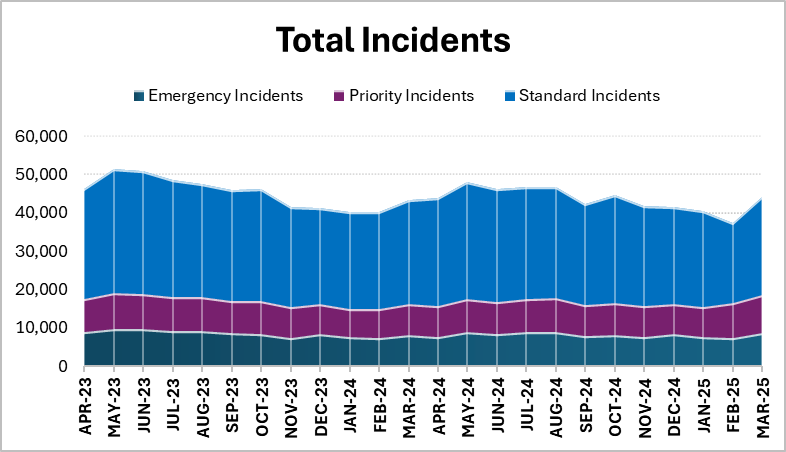 Total Incidents
Emergency Incidents Priority Incidents Standard Incidents
60,000
50,000
40,000
30,000
20,000
10,000
0
APR-23 MAY-23 JUN-23 JUL-23 AUG-23 SEP-23 OCT-23 NOV-23 DEC-23 JAN-24 FEB-24 MAR-24 APR-24 MAY-24 JUN-24 JUL-24 AUG-24 SEP-24 OCT-24 NOV-24 DEC-24 JAN-25 FEB-25 MAR-25